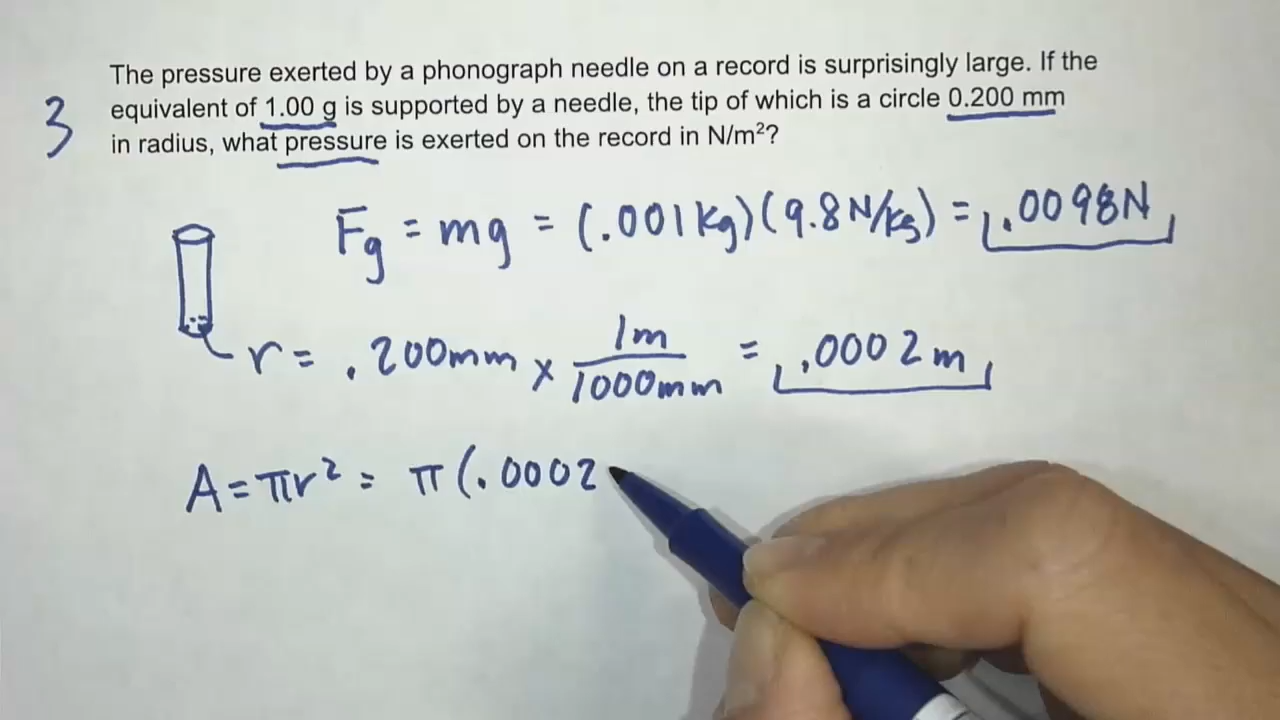 3
The pressure exerted by a phonograph needle on a record is surprisingly large. If the
equivalent of 1.00 g is supported by a needle, the tip of which is a circle 0.200 mm
in radius, what pressure is exerted on the record in N/m²?
Fg = mg = (.001kg)(9.8N/kg) = .0098N
r = .200mm × 1m/1000mm = .0002m
A = πr² = π(.0002